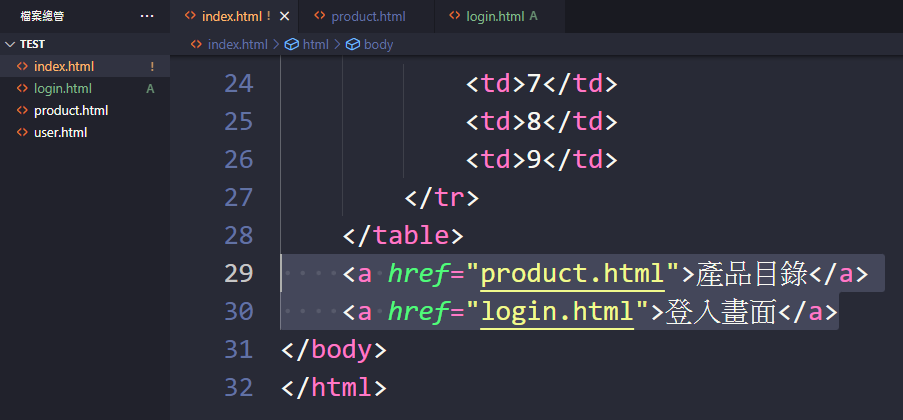 檔案總管 ···
index.html ! ×
product.html
login.html A
TEST
index.html !
login.html A
product.html
user.html
index.html > html > body
24 <td>7</td>
25 <td>8</td>
26 <td>9</td>
27 </tr>
28 </table>
29 <a href="product.html">產品目錄</a>
30 <a href="login.html">登入畫面</a>
31 </body>
32 </html>